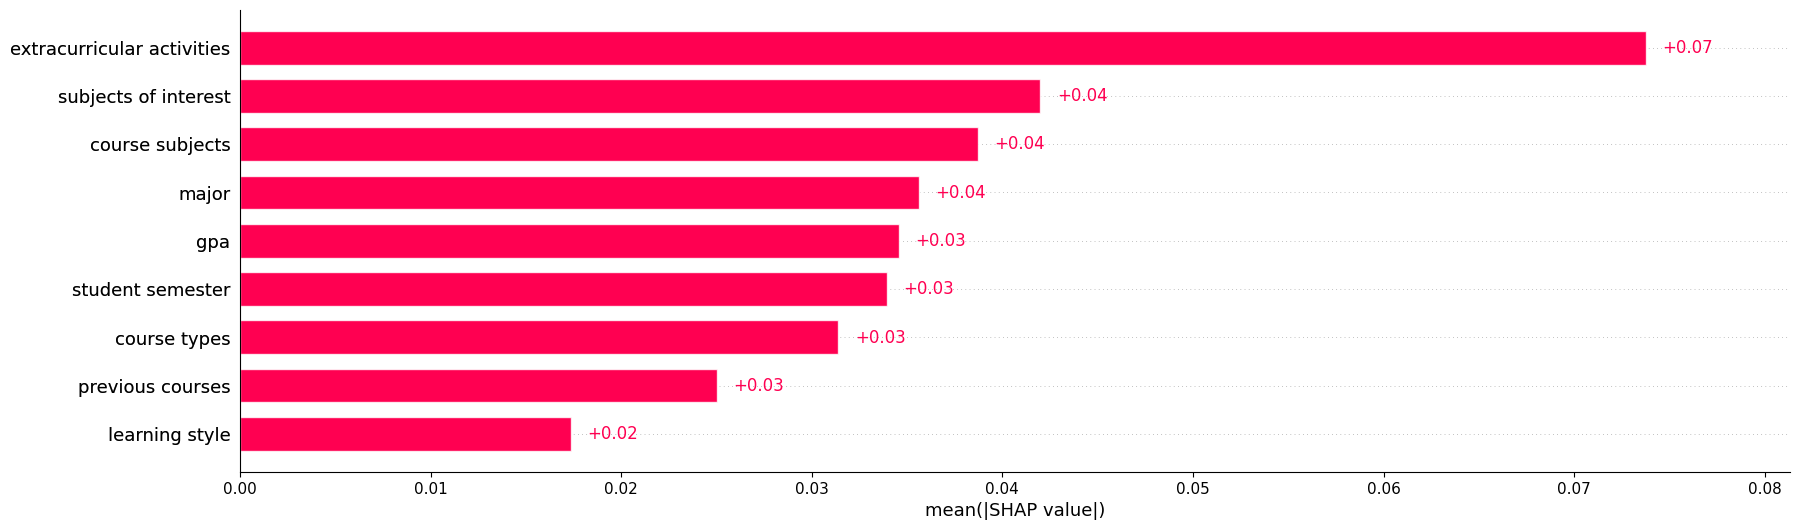 extracurricular activities +0.07
subjects of interest +0.04
course subjects +0.04
major +0.04
gpa +0.03
student semester +0.03
course types +0.03
previous courses +0.03
learning style +0.02
0.00 0.01 0.02 0.03 0.04 0.05 0.06 0.07 0.08
mean(|SHAP value|)